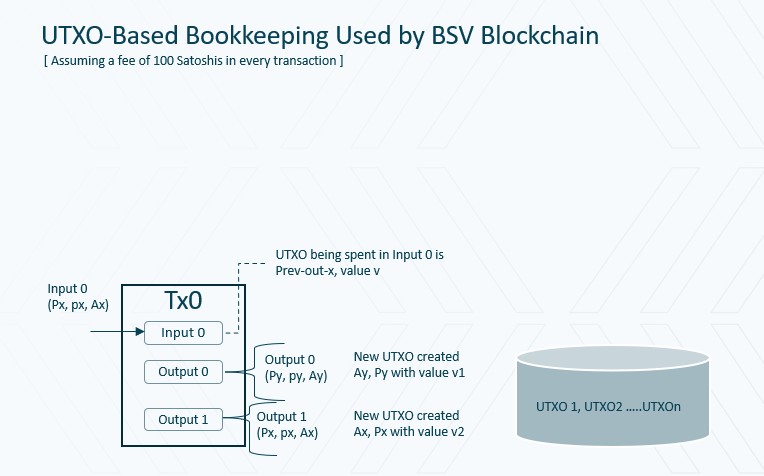 UTXO-Based Bookkeeping Used by BSV Blockchain
[ Assuming a fee of 100 Satoshis in every transaction ]
UTXO being spent in Input 0 is
Prev-out-x, value v
Input 0
(Px, px, Ax)
Tx0
Input 0
Output 0
Output 0
(Py, py, Ay)
New UTXO created
Ay, Py with value v1
Output 1
Output 1
(Px, px, Ax)
New UTXO created
Ax, Px with value v2
UTXO 1, UTXO2 .....UTXOn